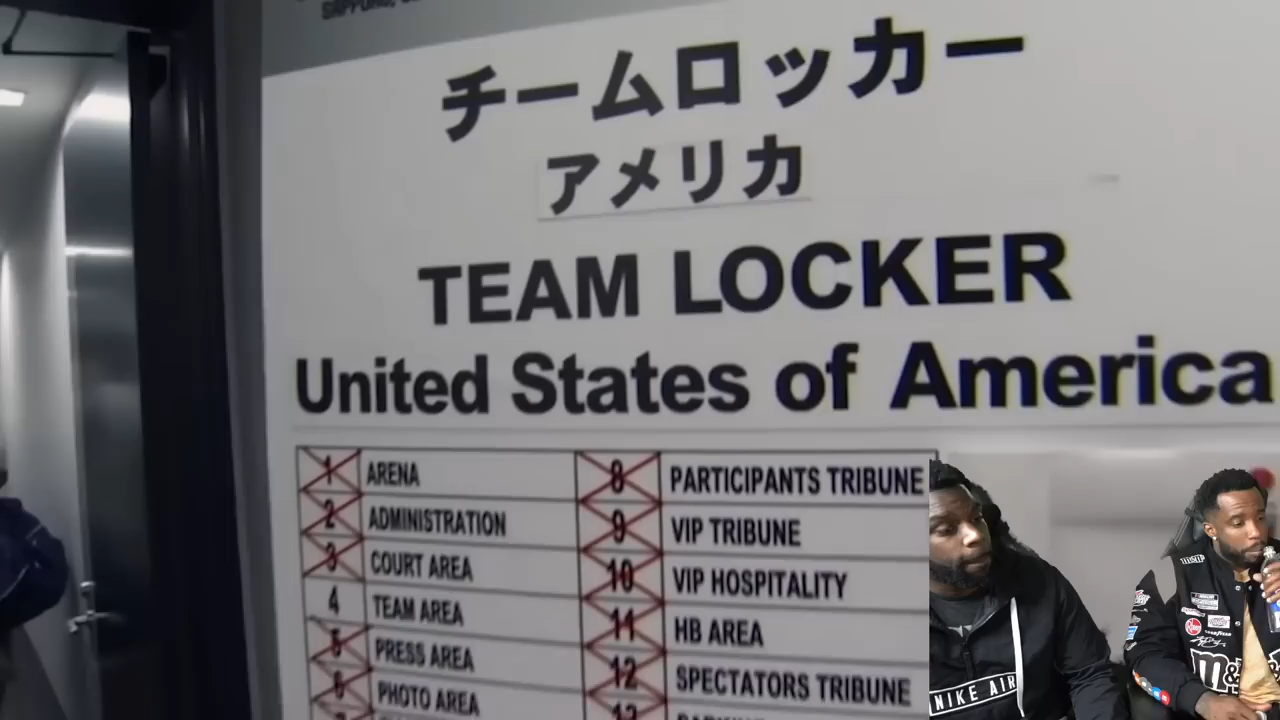 チームロッカー
アメリカ
TEAM LOCKER
United States of America
1 ARENA 8 PARTICIPANTS TRIBUNE
2 ADMINISTRATION 9 VIP TRIBUNE
3 COURT AREA 10 VIP HOSPITALITY
4 TEAM AREA 11 HB AREA
5 PRESS AREA 12 SPECTATORS TRIBUNE
6 PHOTO AREA
NIKE AIR